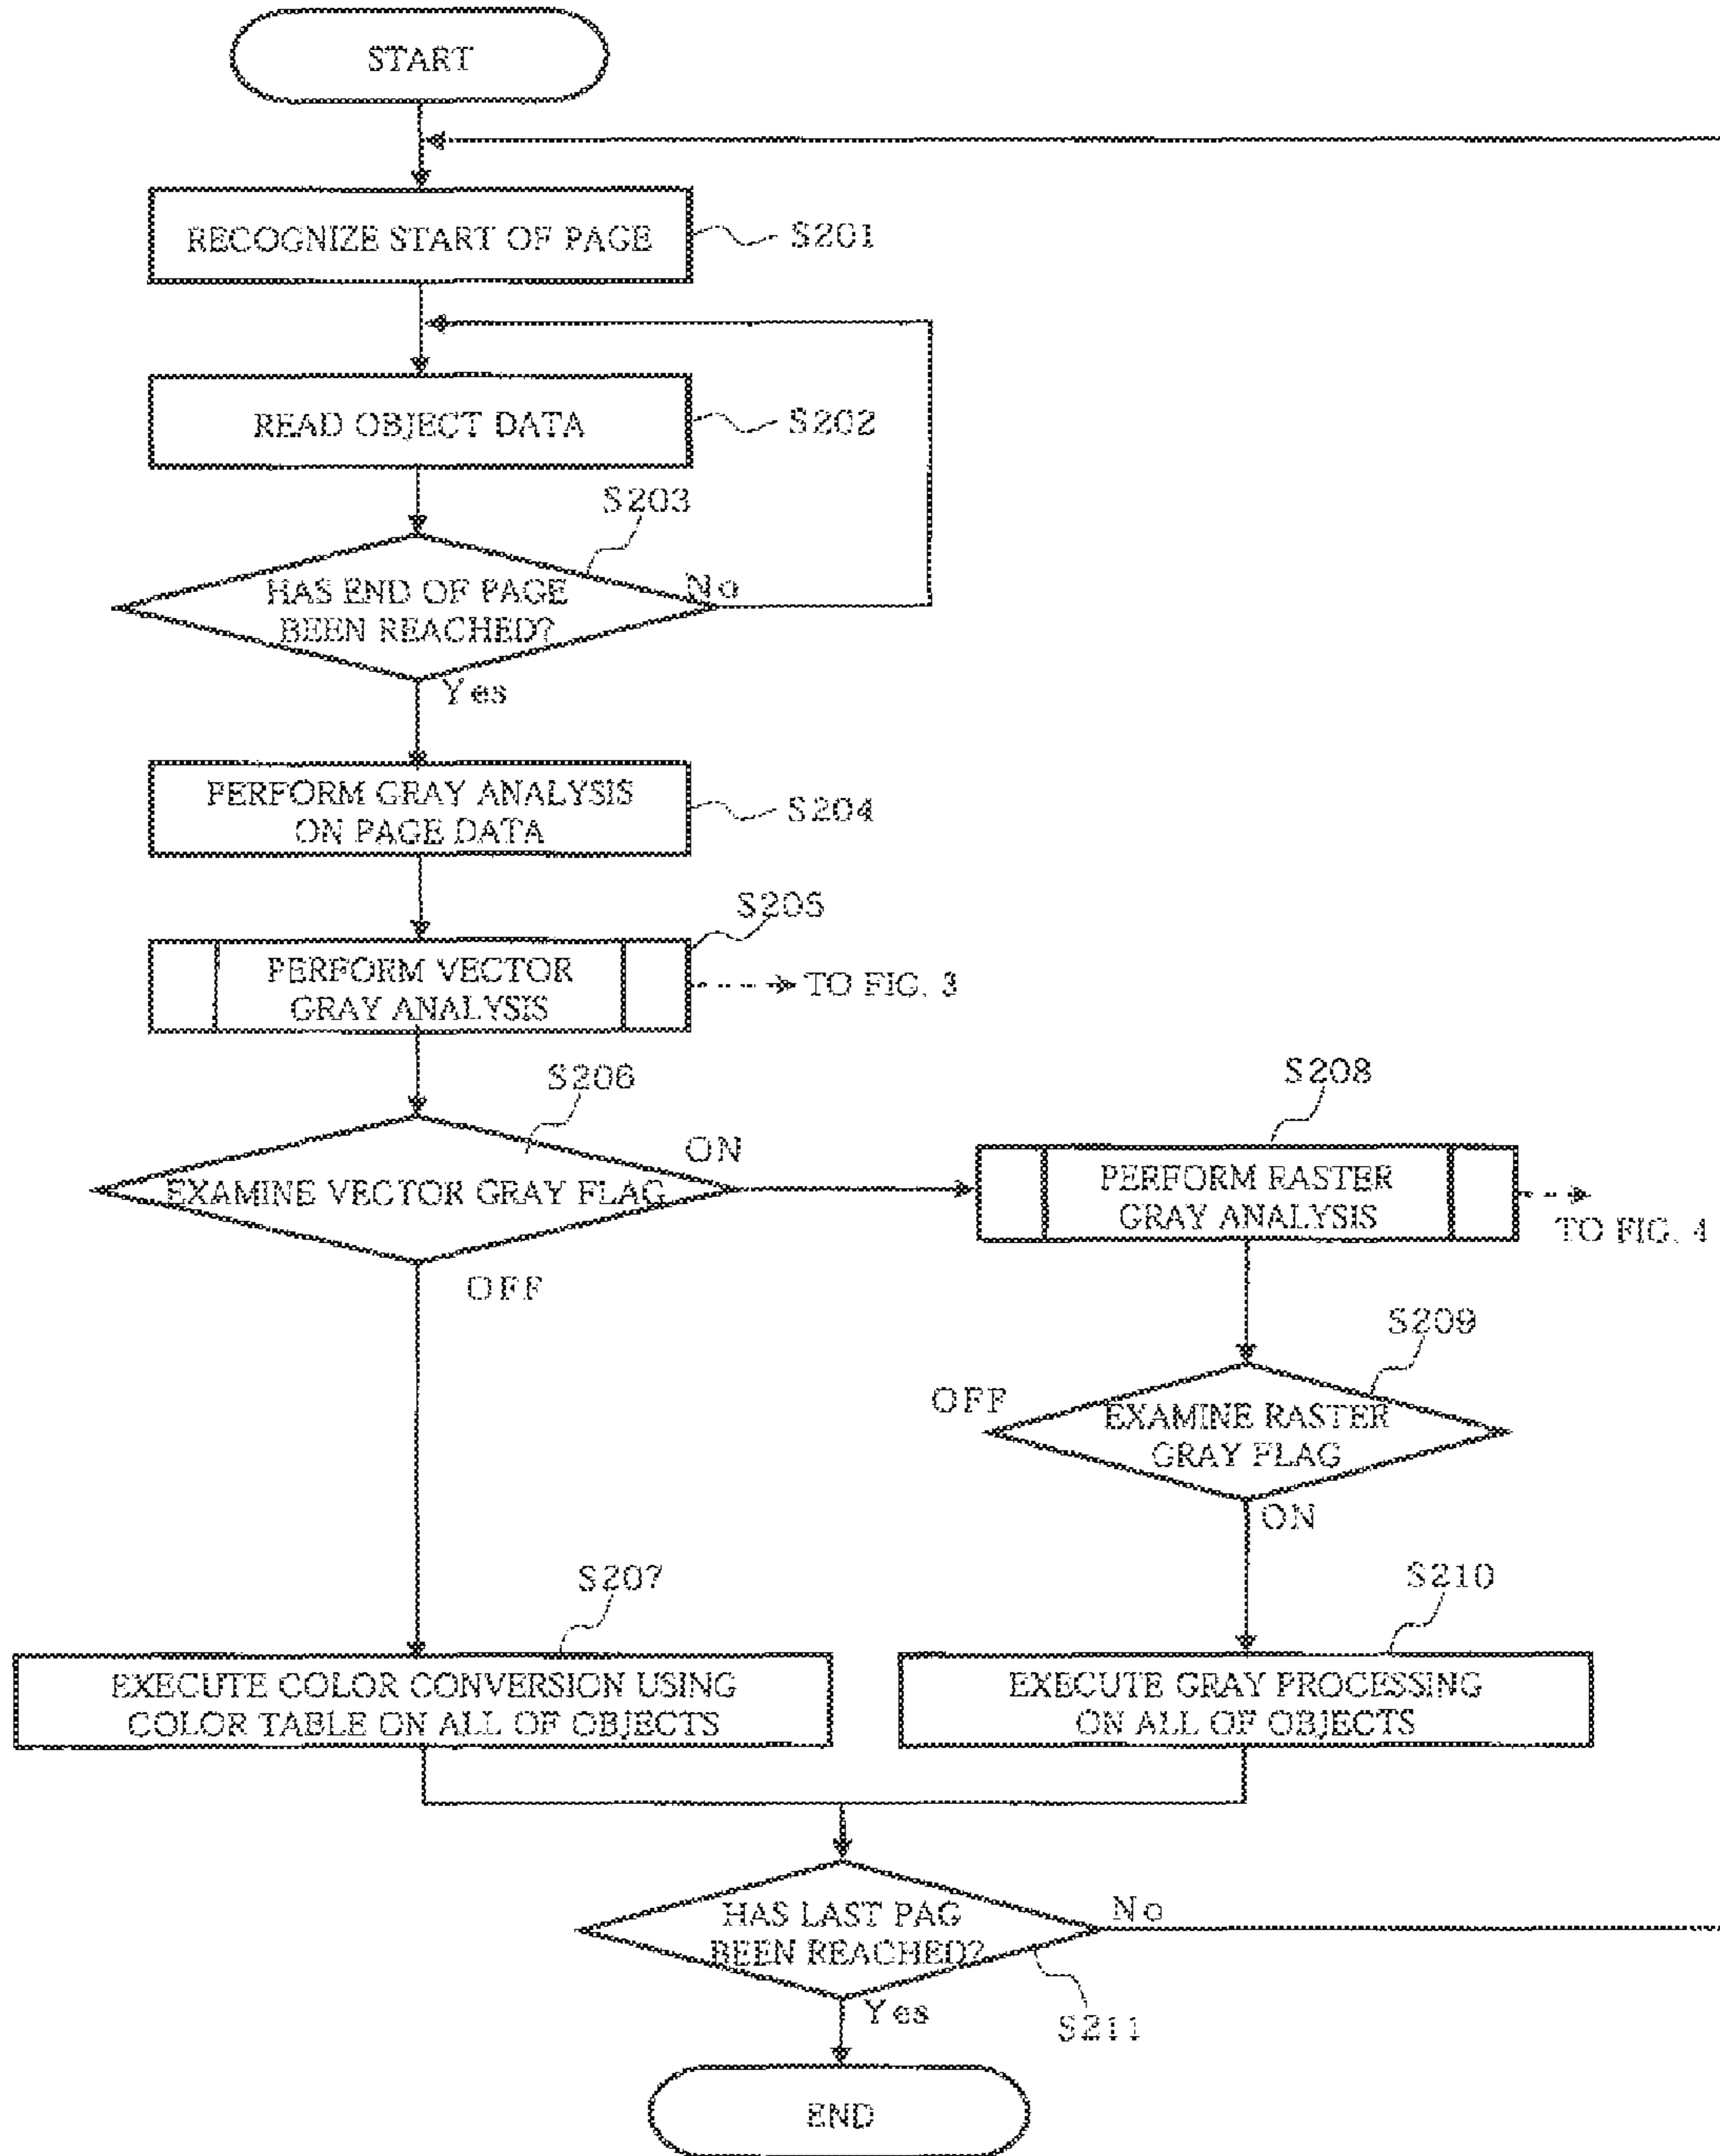 START
RECOGNIZE START OF PAGE
S201
READ OBJECT DATA
S202
S203
HAS END OF PAGE
BEEN REACHED?
No
Yes
PERFORM GRAY ANALYSIS
ON PAGE DATA
S204
S205
PERFORM VECTOR
GRAY ANALYSIS
TO FIG. 3
S206
EXAMINE VECTOR GRAY FLAG
ON
OFF
S208
PERFORM RASTER
GRAY ANALYSIS
TO FIG. 4
S209
OFF
EXAMINE RASTER
GRAY FLAG
ON
S207
EXECUTE COLOR CONVERSION USING
COLOR TABLE ON ALL OF OBJECTS
S210
EXECUTE GRAY PROCESSING
ON ALL OF OBJECTS
HAS LAST PAG
BEEN REACHED?
No
Yes
S211
END